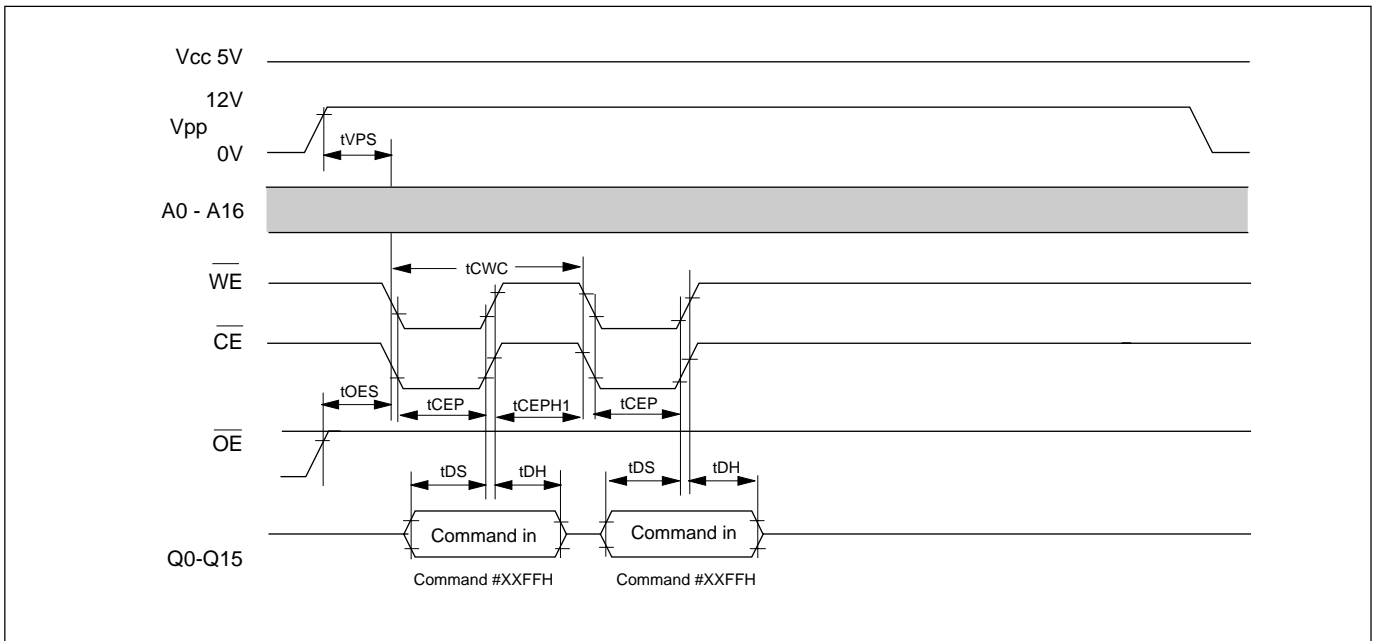 Vcc 5V
12V
Vpp
tVPS
0V
A0 - A16
tCWC
WE
CE
tOES
tCEP
tCEPH1
tCEP
OE
tDS
tDH
tDS
tDH
Command in
Command in
Q0-Q15
Command #XXFFH
Command #XXFFH